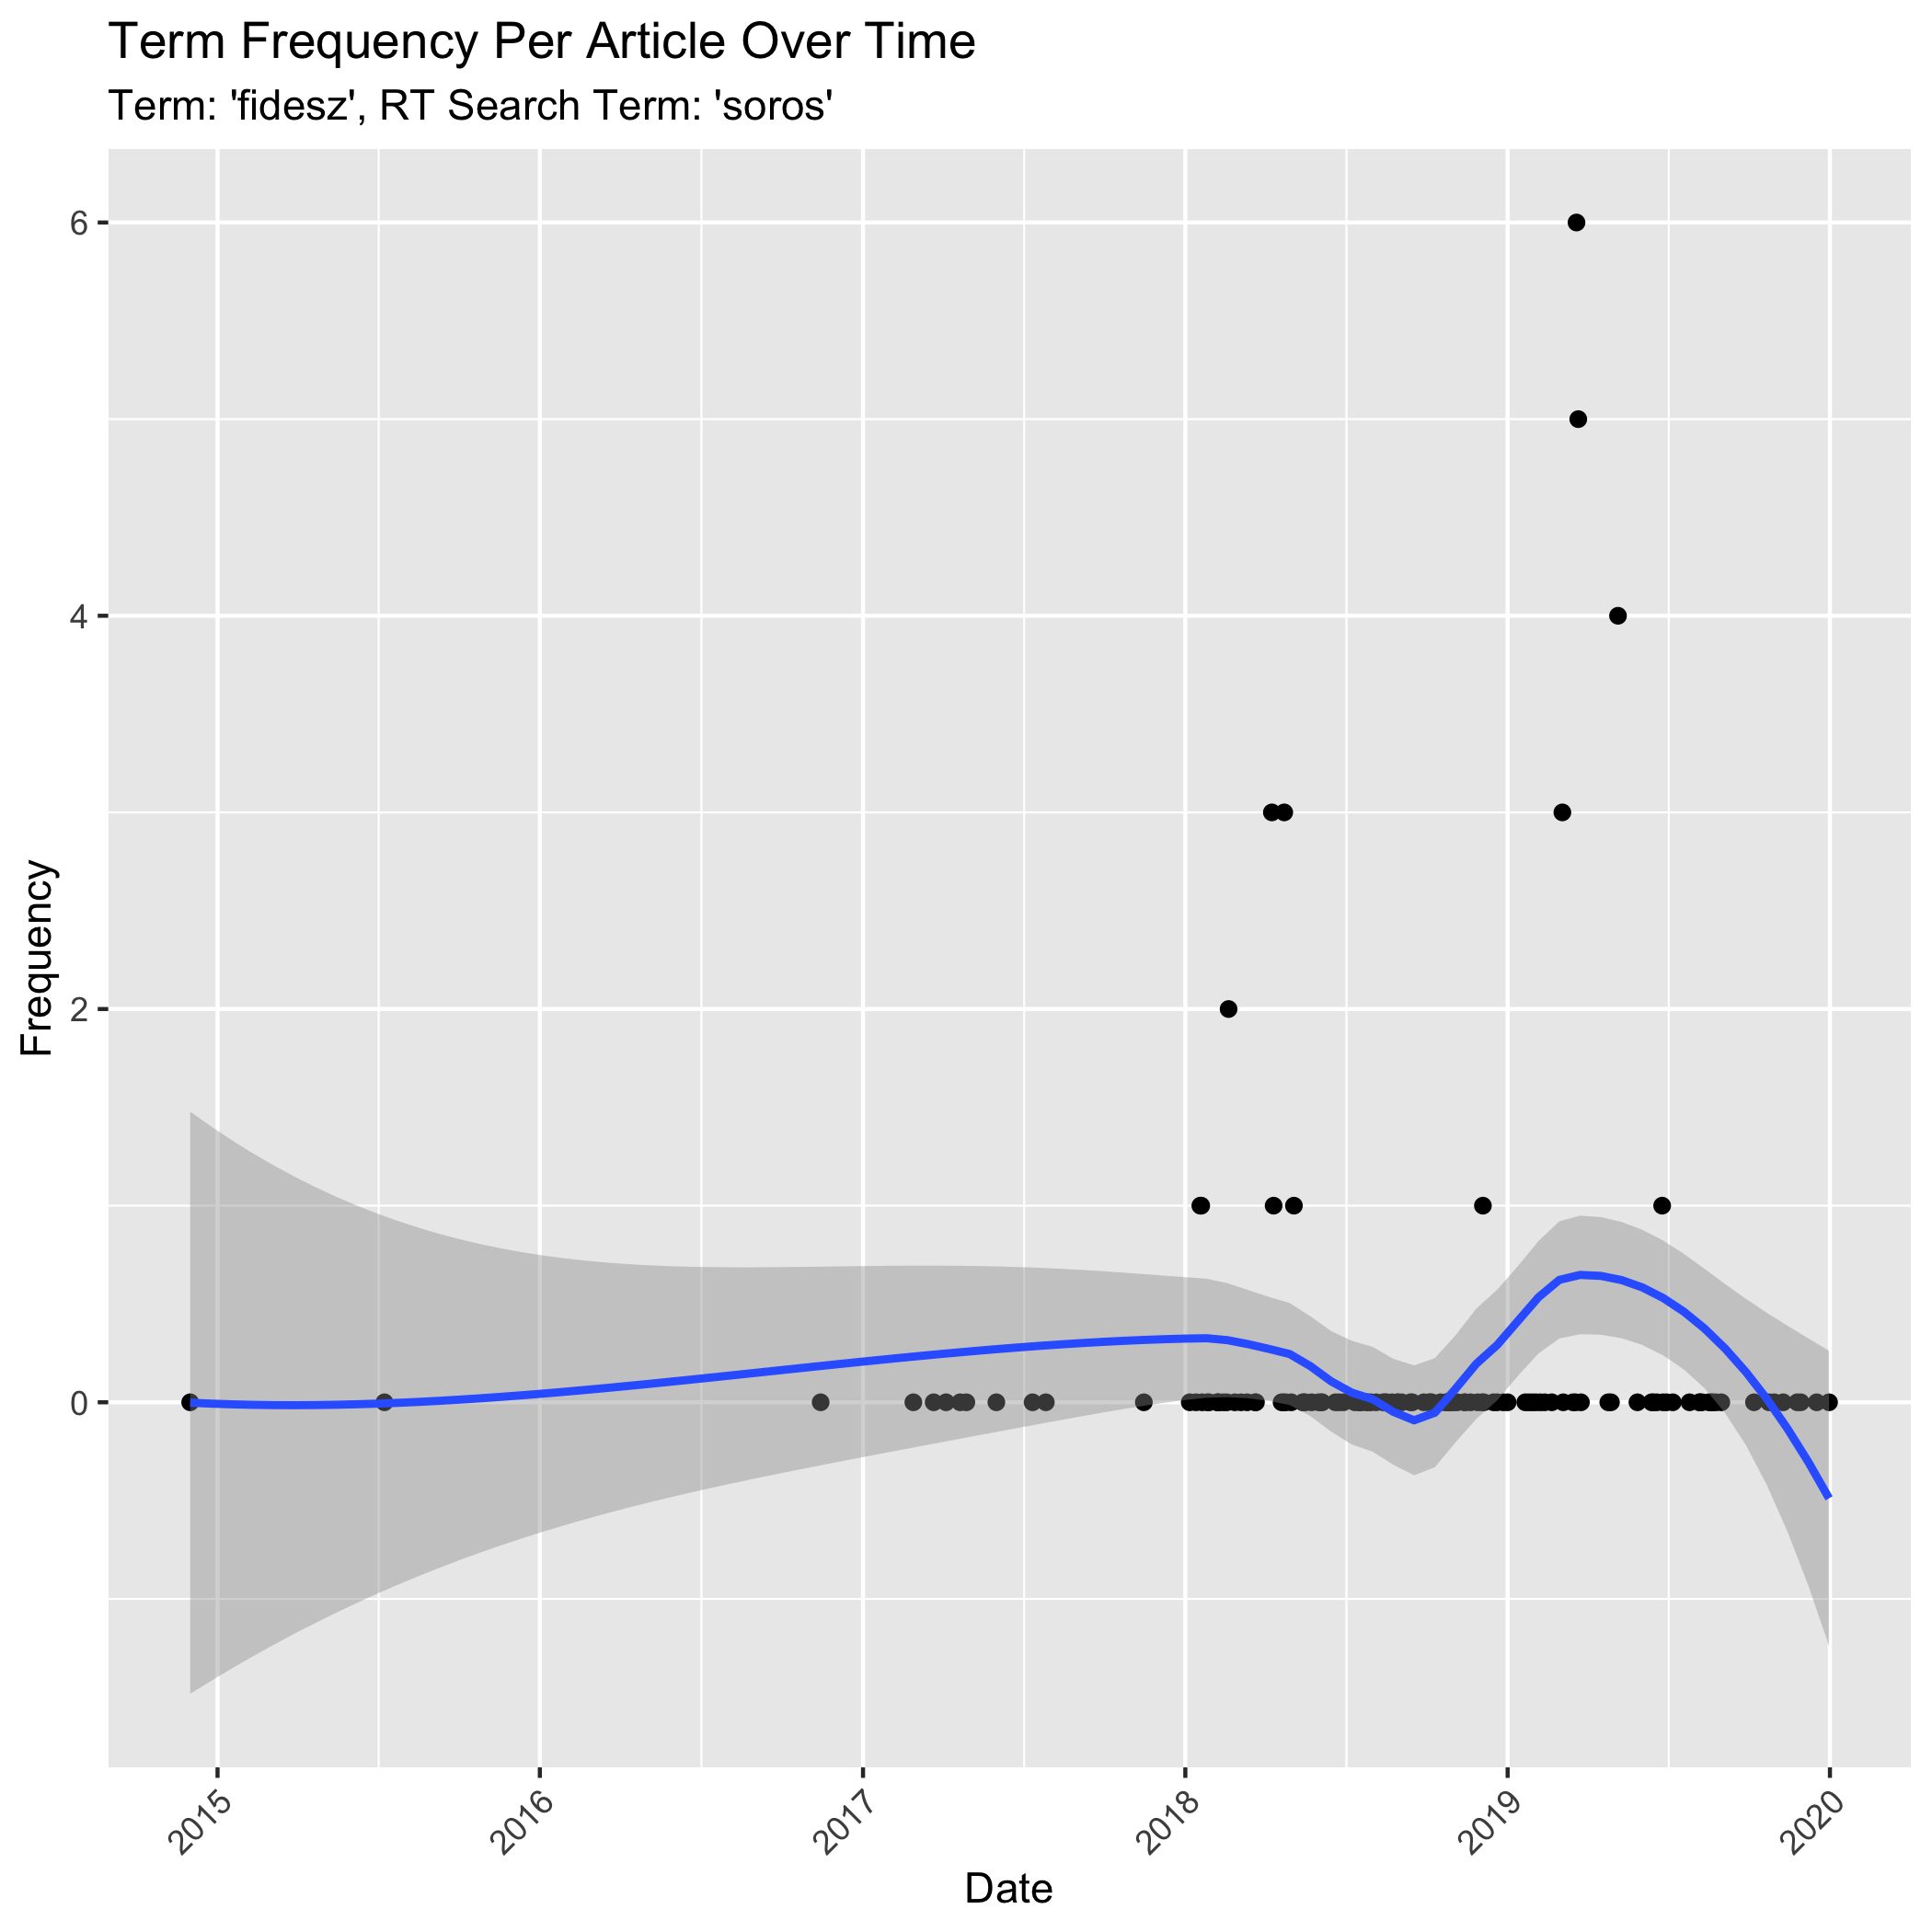 Term Frequency Per Article Over Time
Term: 'fidesz', RT Search Term: 'soros'
Frequency
6
4
2
0
2015
2016
2017
2018
2019
2020
Date